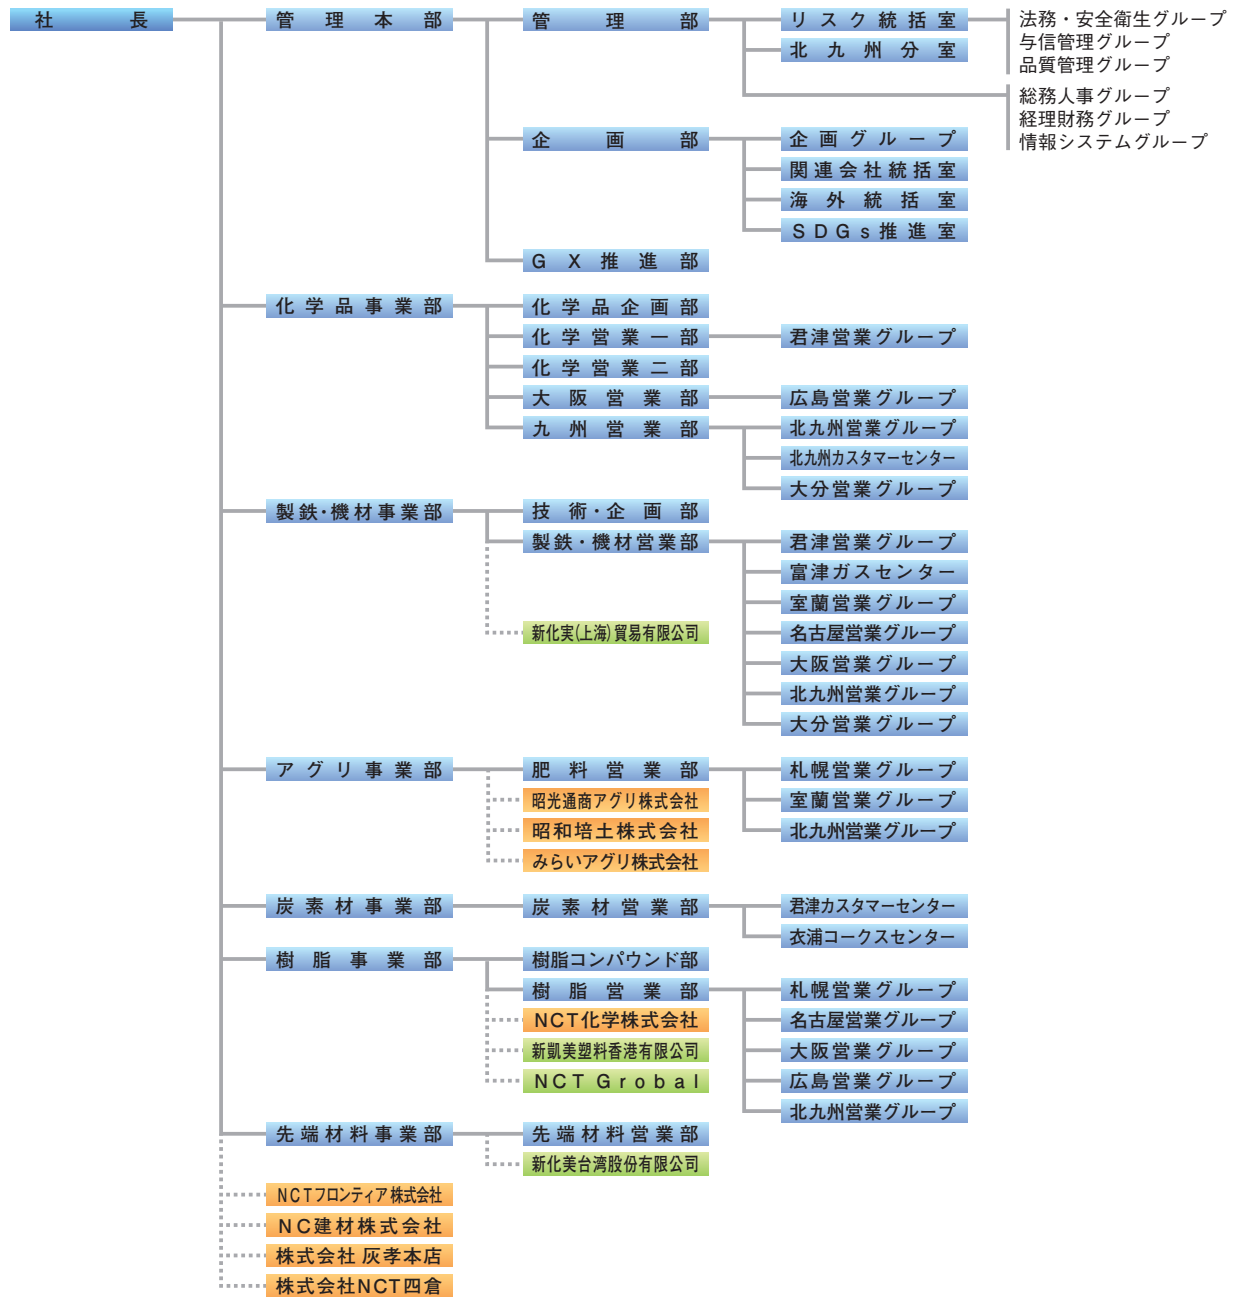 社長
管理本部
管理部
リスク統括室
法務・安全衛生グループ
与信管理グループ
品質管理グループ
北九州分室
総務人事グループ
経理財務グループ
情報システムグループ
企画部
企画グループ
関連会社統括室
海外統括室
SDGs推進室
GX推進部
化学品事業部
化学品企画部
化学営業一部
君津営業グループ
化学営業二部
大阪営業部
広島営業グループ
九州営業部
北九州営業グループ
北九州カスタマーセンター
大分営業グループ
製鉄・機材事業部
技術・企画部
製鉄・機材営業部
君津営業グループ
富津ガスセンター
室蘭営業グループ
新化実(上海)貿易有限公司
名古屋営業グループ
大阪営業グループ
北九州営業グループ
大分営業グループ
アグリ事業部
肥料営業部
札幌営業グループ
昭光通商アグリ株式会社
室蘭営業グループ
昭和培土株式会社
北九州営業グループ
みらいアグリ株式会社
炭素材事業部
炭素材営業部
君津カスタマーセンター
衣浦コークスセンター
樹脂事業部
樹脂コンパウンド部
樹脂営業部
札幌営業グループ
NCT化学株式会社
名古屋営業グループ
新凱美塑料香港有限公司
大阪営業グループ
NCT Grobal
広島営業グループ
北九州営業グループ
先端材料事業部
先端材料営業部
新化美台湾股份有限公司
NCTフロンティア株式会社
NC建材株式会社
株式会社 灰孝本店
株式会社NCT四倉